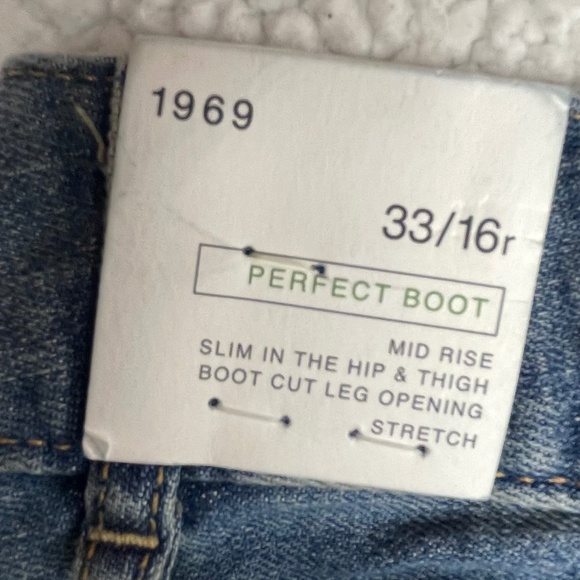 1969
33/16r
PERFECT BOOT
MID RISE
SLIM IN THE HIP & THIGH
BOOT CUT LEG OPENING
STRETCH